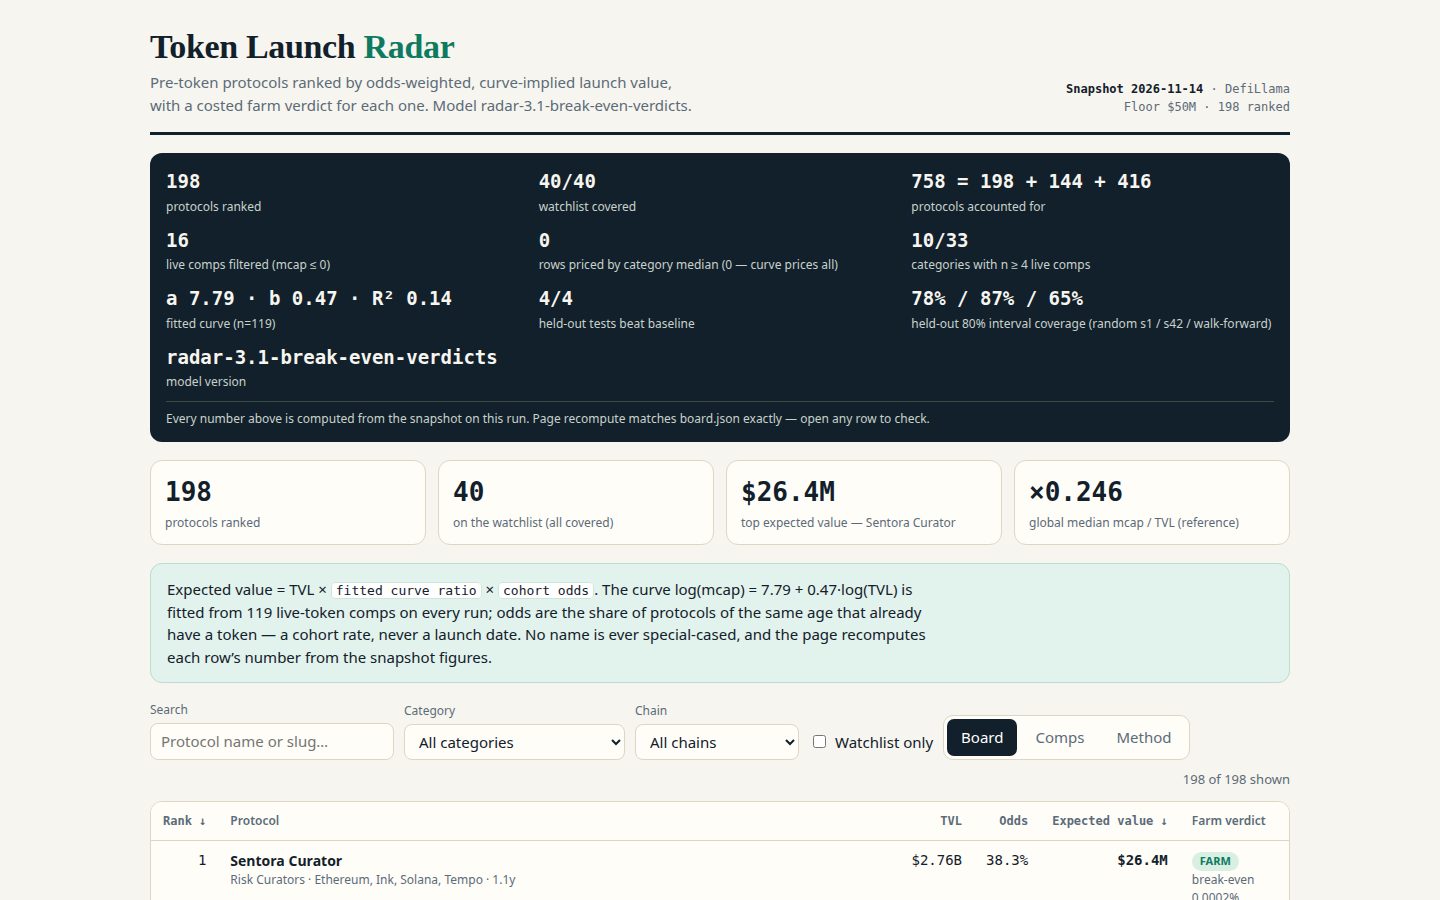 Token Launch Radar
Pre-token protocols ranked by odds-weighted, curve-implied launch value,
with a costed farm verdict for each one. Model radar-3.1-break-even-verdicts.
Snapshot 2026-11-14 · DefiLlama
Floor $50M · 198 ranked
198
protocols ranked
40/40
watchlist covered
758 = 198 + 144 + 416
protocols accounted for
16
live comps filtered (mcap ≤ 0)
0
rows priced by category median (0 — curve prices all)
10/33
categories with n ≥ 4 live comps
a 7.79 · b 0.47 · R² 0.14
fitted curve (n=119)
4/4
held-out tests beat baseline
78% / 87% / 65%
held-out 80% interval coverage (random s1 / s42 / walk-forward)
radar-3.1-break-even-verdicts
model version
Every number above is computed from the snapshot on this run. Page recompute matches board.json exactly — open any row to check.
198
protocols ranked
40
on the watchlist (all covered)
$26.4M
top expected value — Sentora Curator
×0.246
global median mcap / TVL (reference)
Expected value = TVL × fitted curve ratio × cohort odds. The curve log(mcap) = 7.79 + 0.47·log(TVL) is
fitted from 119 live-token comps on every run; odds are the share of protocols of the same age that already
have a token — a cohort rate, never a launch date. No name is ever special-cased, and the page recomputes
each row’s number from the snapshot figures.
Search
Category
Chain
Protocol name or slug…
All categories
All chains
Watchlist only
Board
Comps
Method
198 of 198 shown
Rank ↓
Protocol
TVL
Odds
Expected value ↓
Farm verdict
1
Sentora Curator
$2.76B
38.3%
$26.4M
FARM
Risk Curators · Ethereum, Ink, Solana, Tempo · 1.1y
break-even
0.0002%